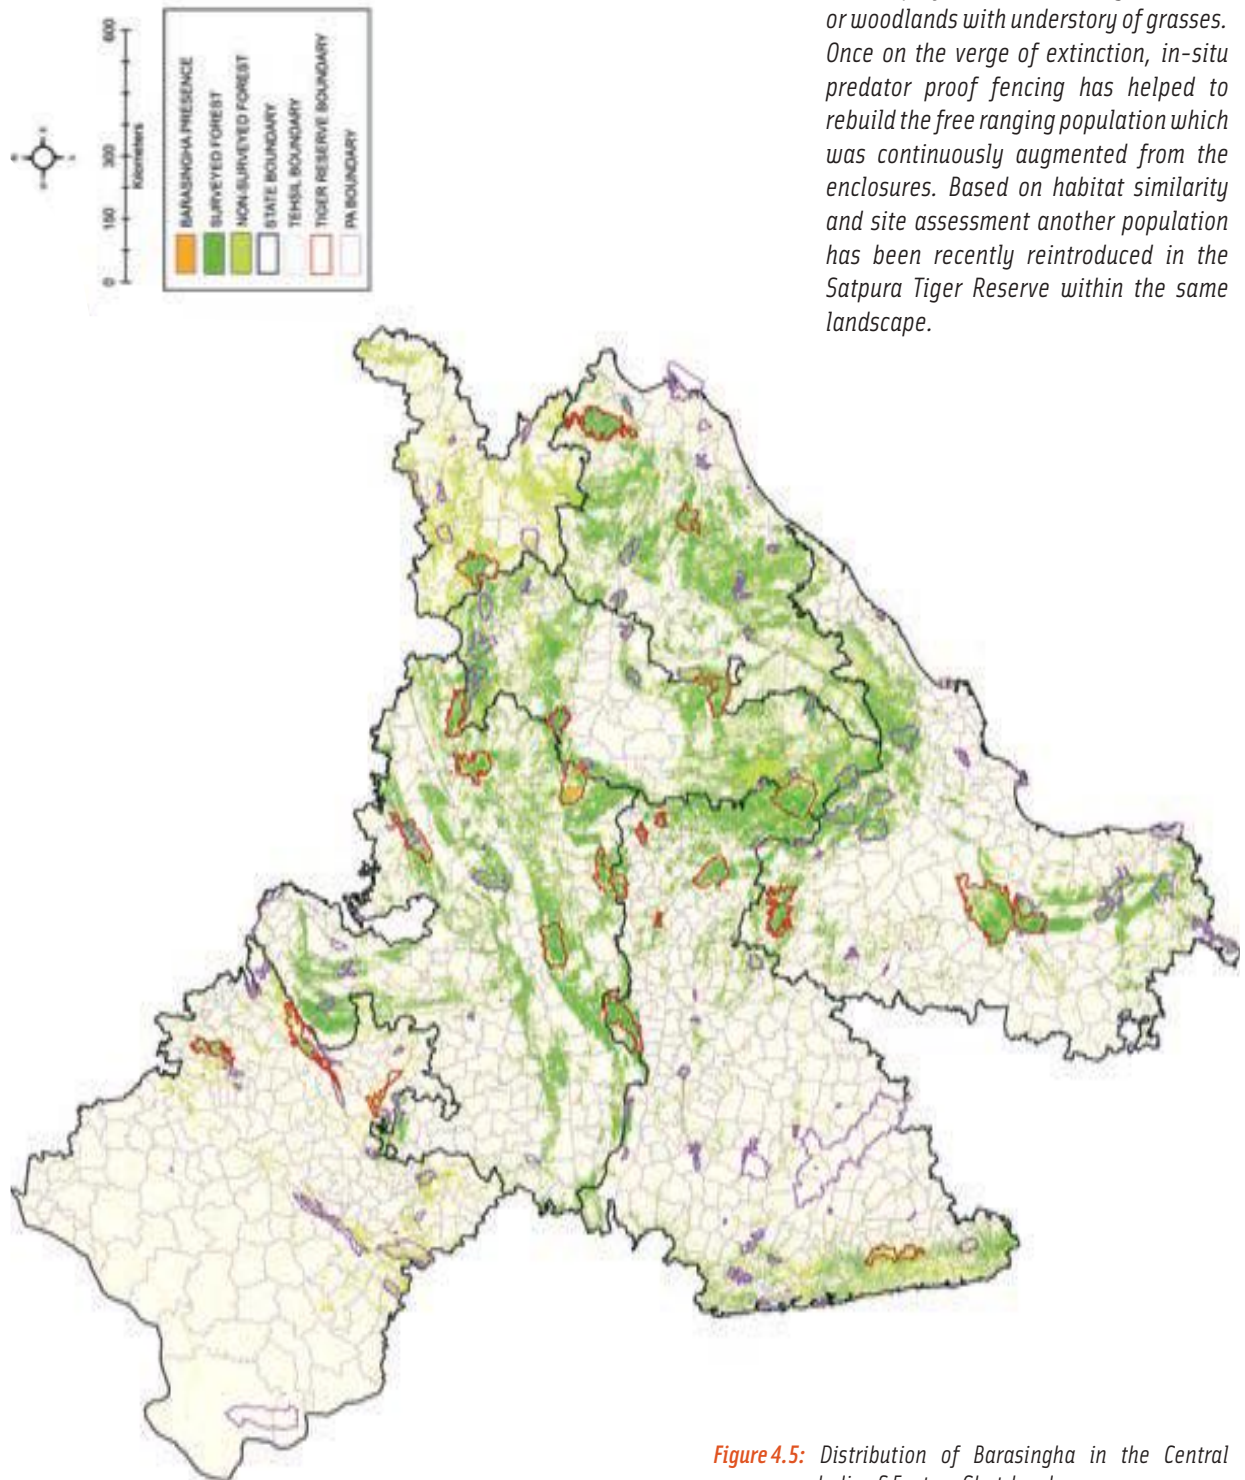 or woodlands with understory of grasses.
Once on the verge of extinction, in-situ
predator proof fencing has helped to
rebuild the free ranging population which
was continuously augmented from the
enclosures. Based on habitat similarity
and site assessment another population
has been recently reintroduced in the
Satpura Tiger Reserve within the same
landscape.
0 150 300 600
Kilometers
BARASINGHA PRESENCE
SURVEYED FOREST
NON-SURVEYED FOREST
STATE BOUNDARY
TEHSIL BOUNDARY
TIGER RESERVE BOUNDARY
PA BOUNDARY
Figure 4.5: Distribution of Barasingha in the Central